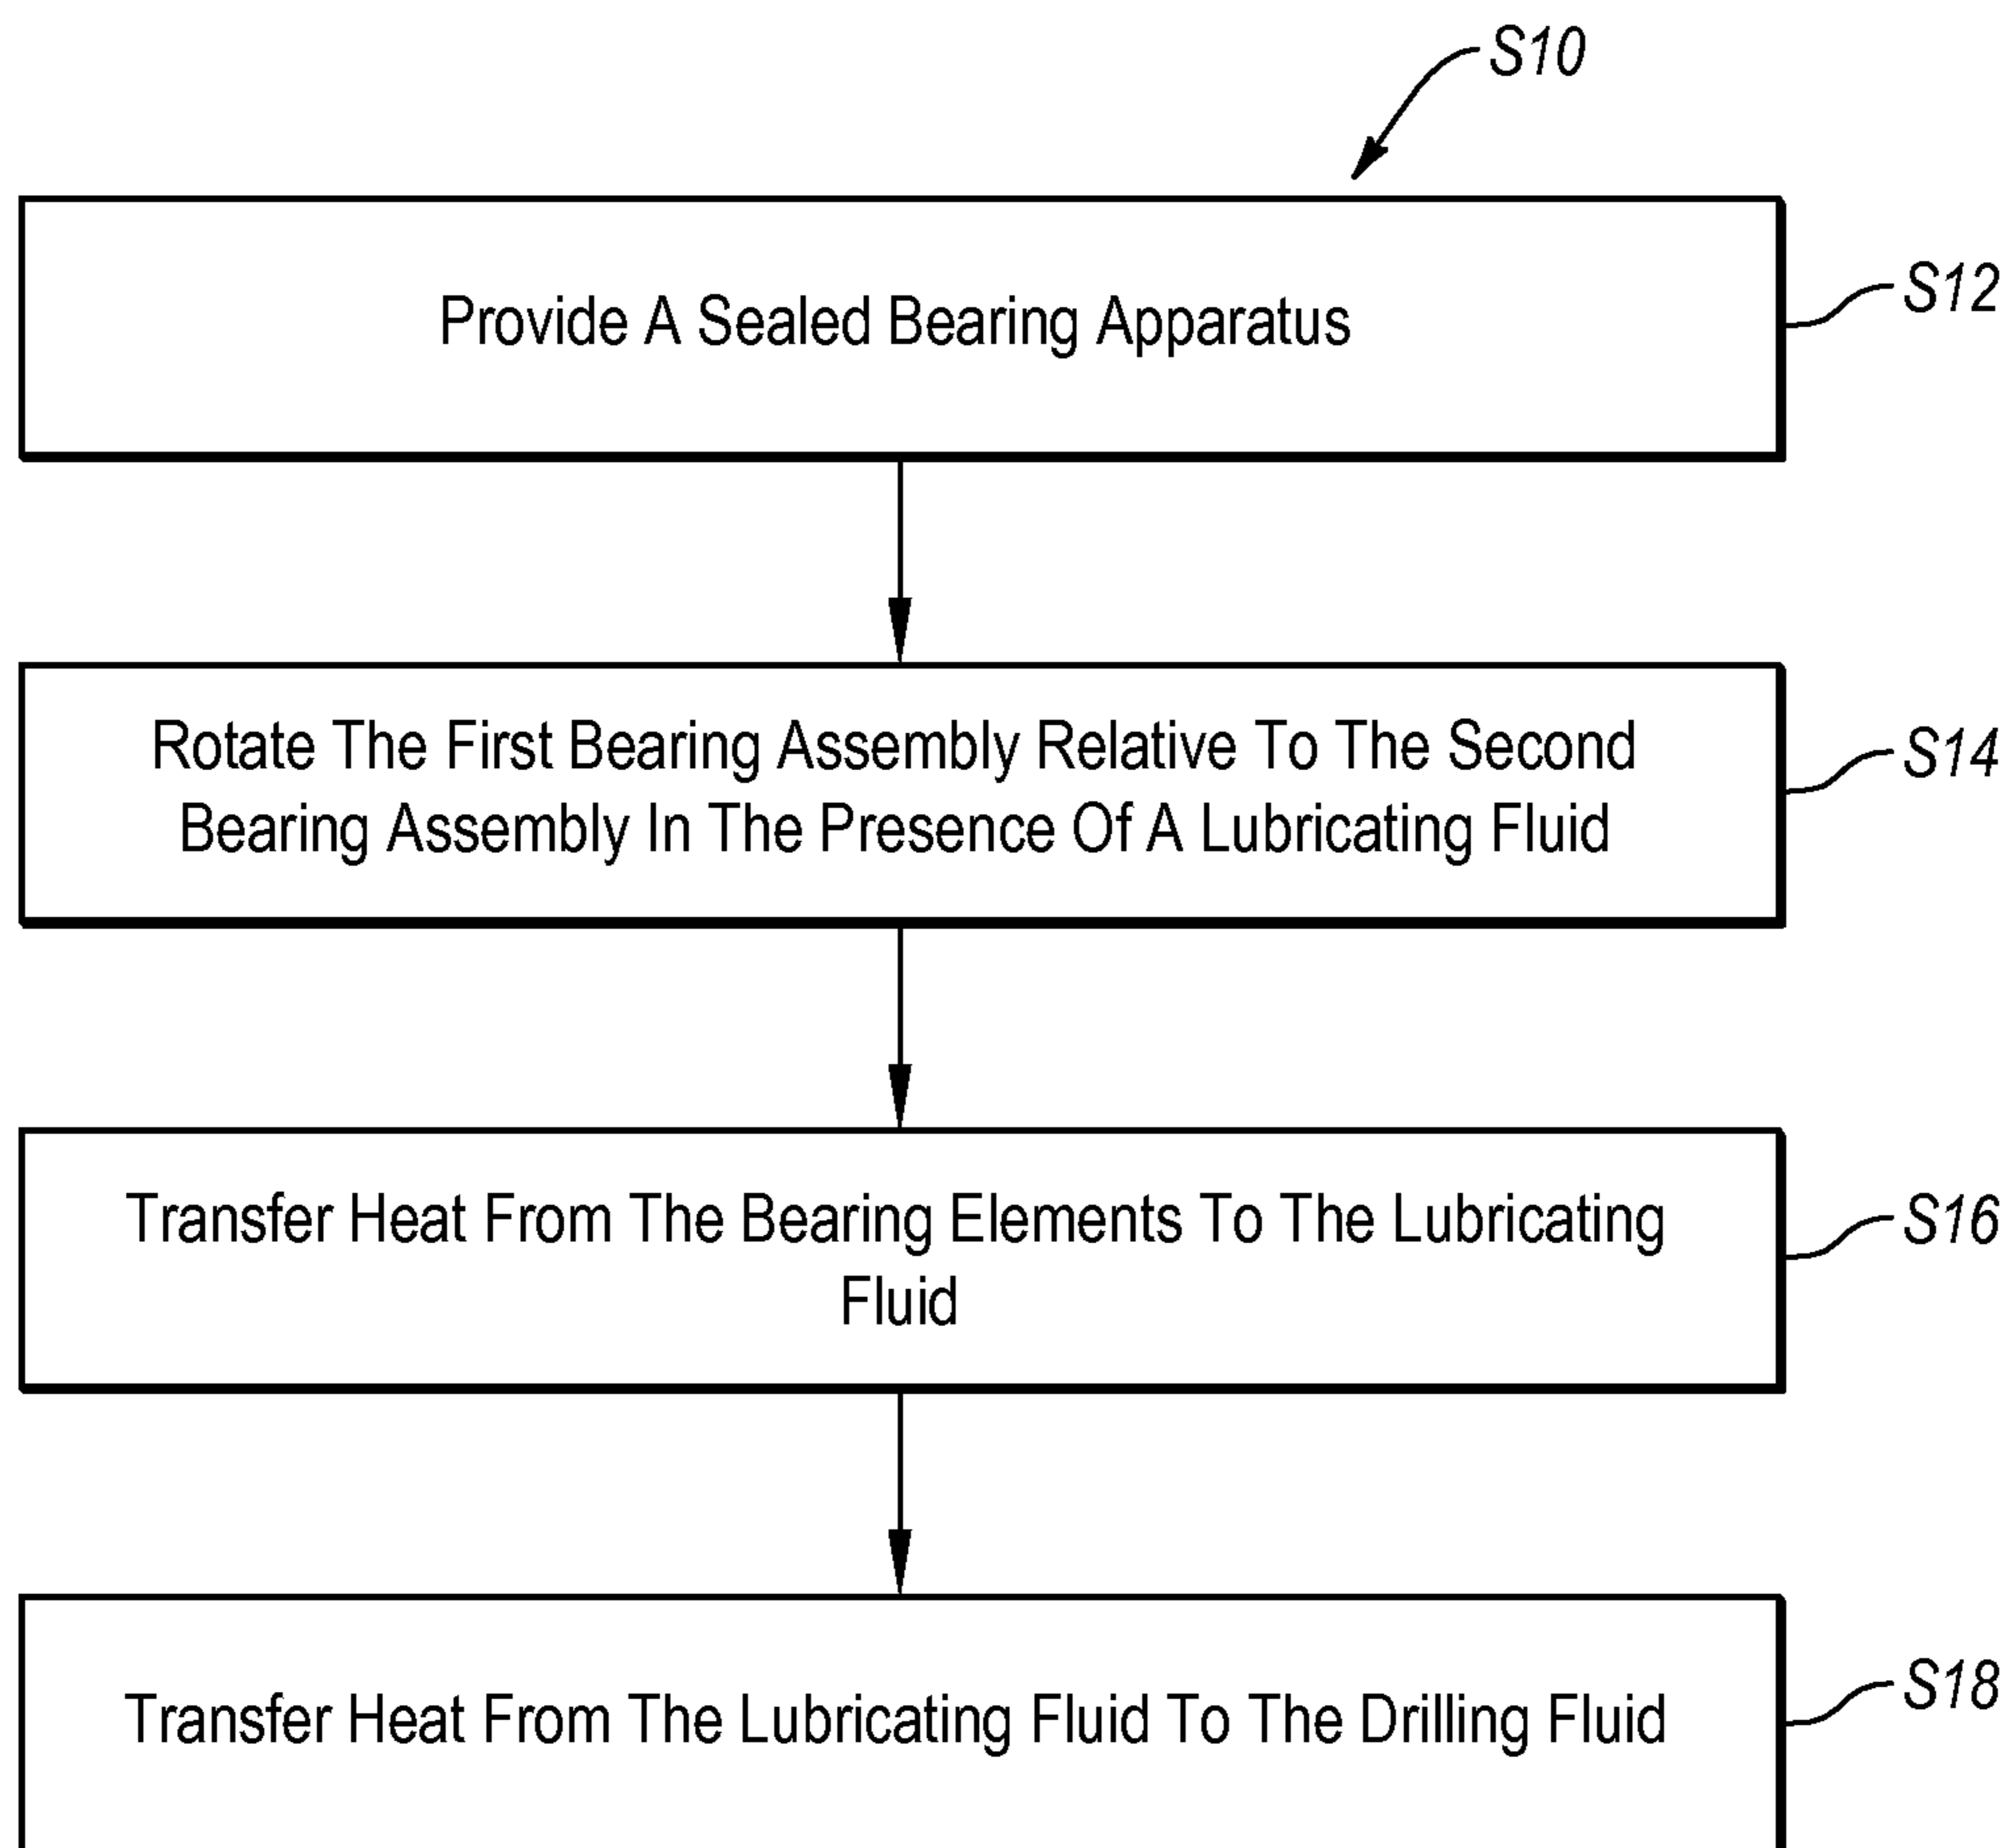 S10
Provide A Sealed Bearing Apparatus
S12
Rotate The First Bearing Assembly Relative To The Second
Bearing Assembly In The Presence Of A Lubricating Fluid
S14
Transfer Heat From The Bearing Elements To The Lubricating
Fluid
S16
Transfer Heat From The Lubricating Fluid To The Drilling Fluid
S18